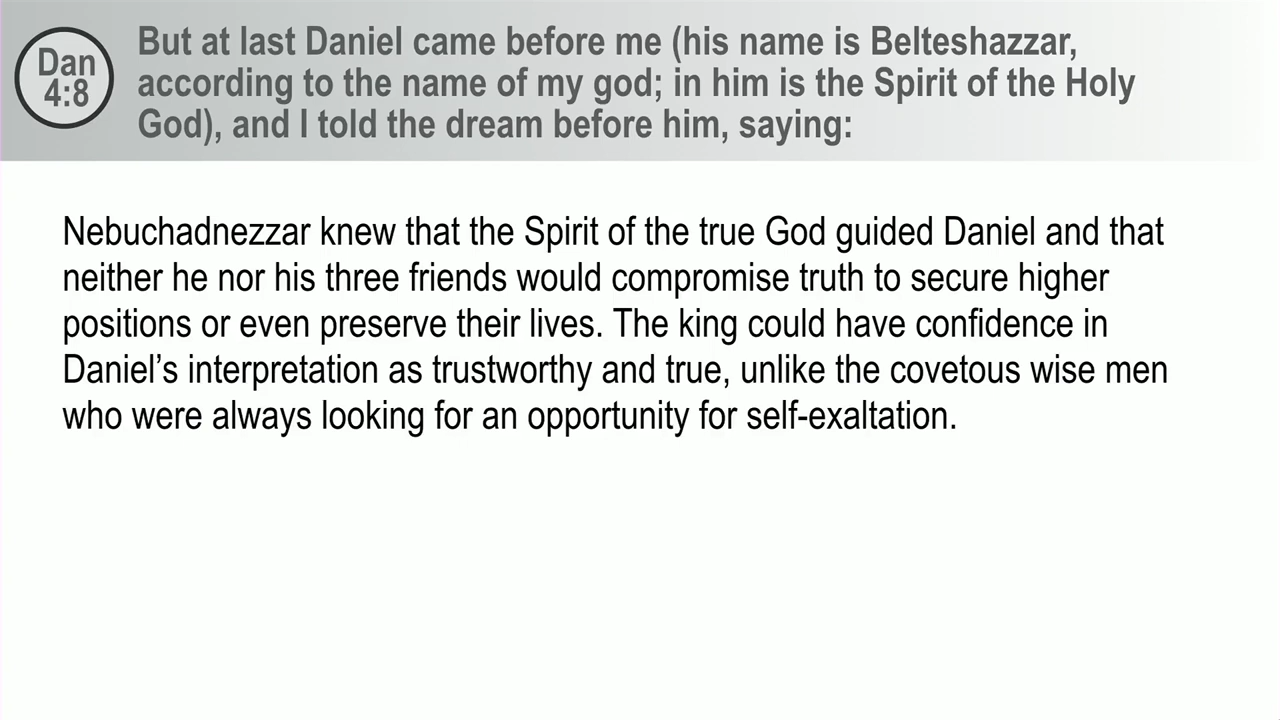 Dan
4:8
But at last Daniel came before me (his name is Belteshazzar,
according to the name of my god; in him is the Spirit of the Holy
God), and I told the dream before him, saying:
Nebuchadnezzar knew that the Spirit of the true God guided Daniel and that
neither he nor his three friends would compromise truth to secure higher
positions or even preserve their lives. The king could have confidence in
Daniel’s interpretation as trustworthy and true, unlike the covetous wise men
who were always looking for an opportunity for self-exaltation.